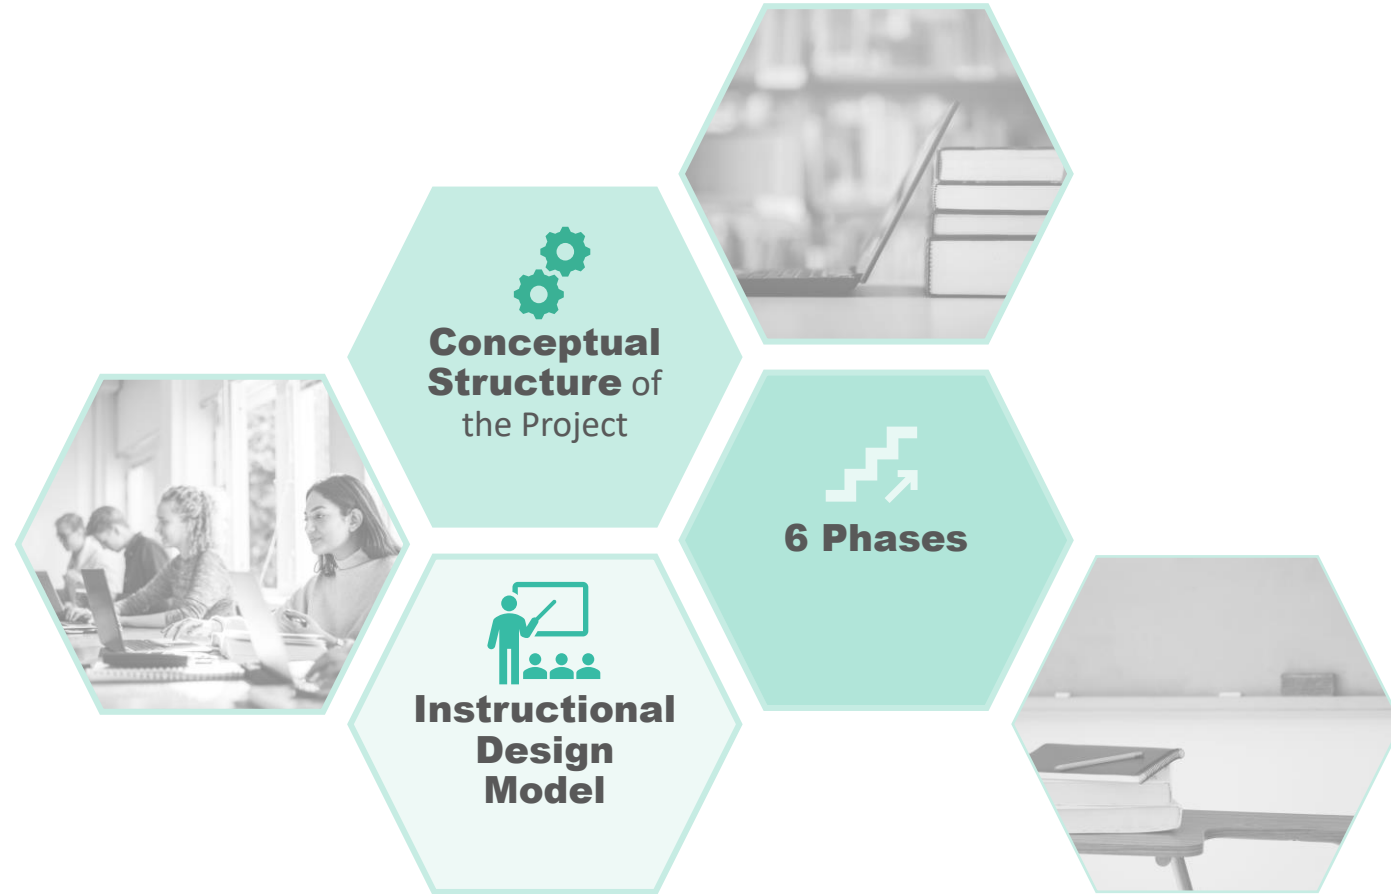 Conceptual
Structure of
the Project
6 Phases
Instructional
Design
Model